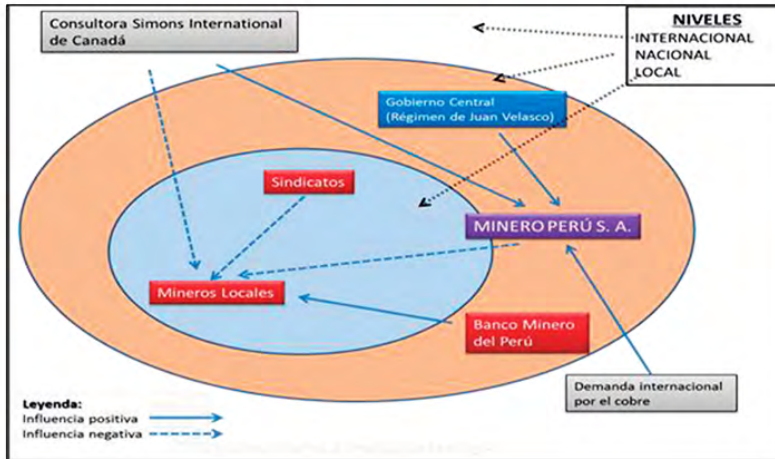 Consultora Simons International
de Canadá
NIVELES
INTERNACIONAL
NACIONAL
LOCAL
Gobierno Central
(Régimen de Juan Velasco)
Sindicatos
MINERO PERÚ S. A.
Mineros Locales
Banco Minero
del Perú
Demanda internacional
por el cobre
Leyenda:
Influencia positiva
Influencia negativa